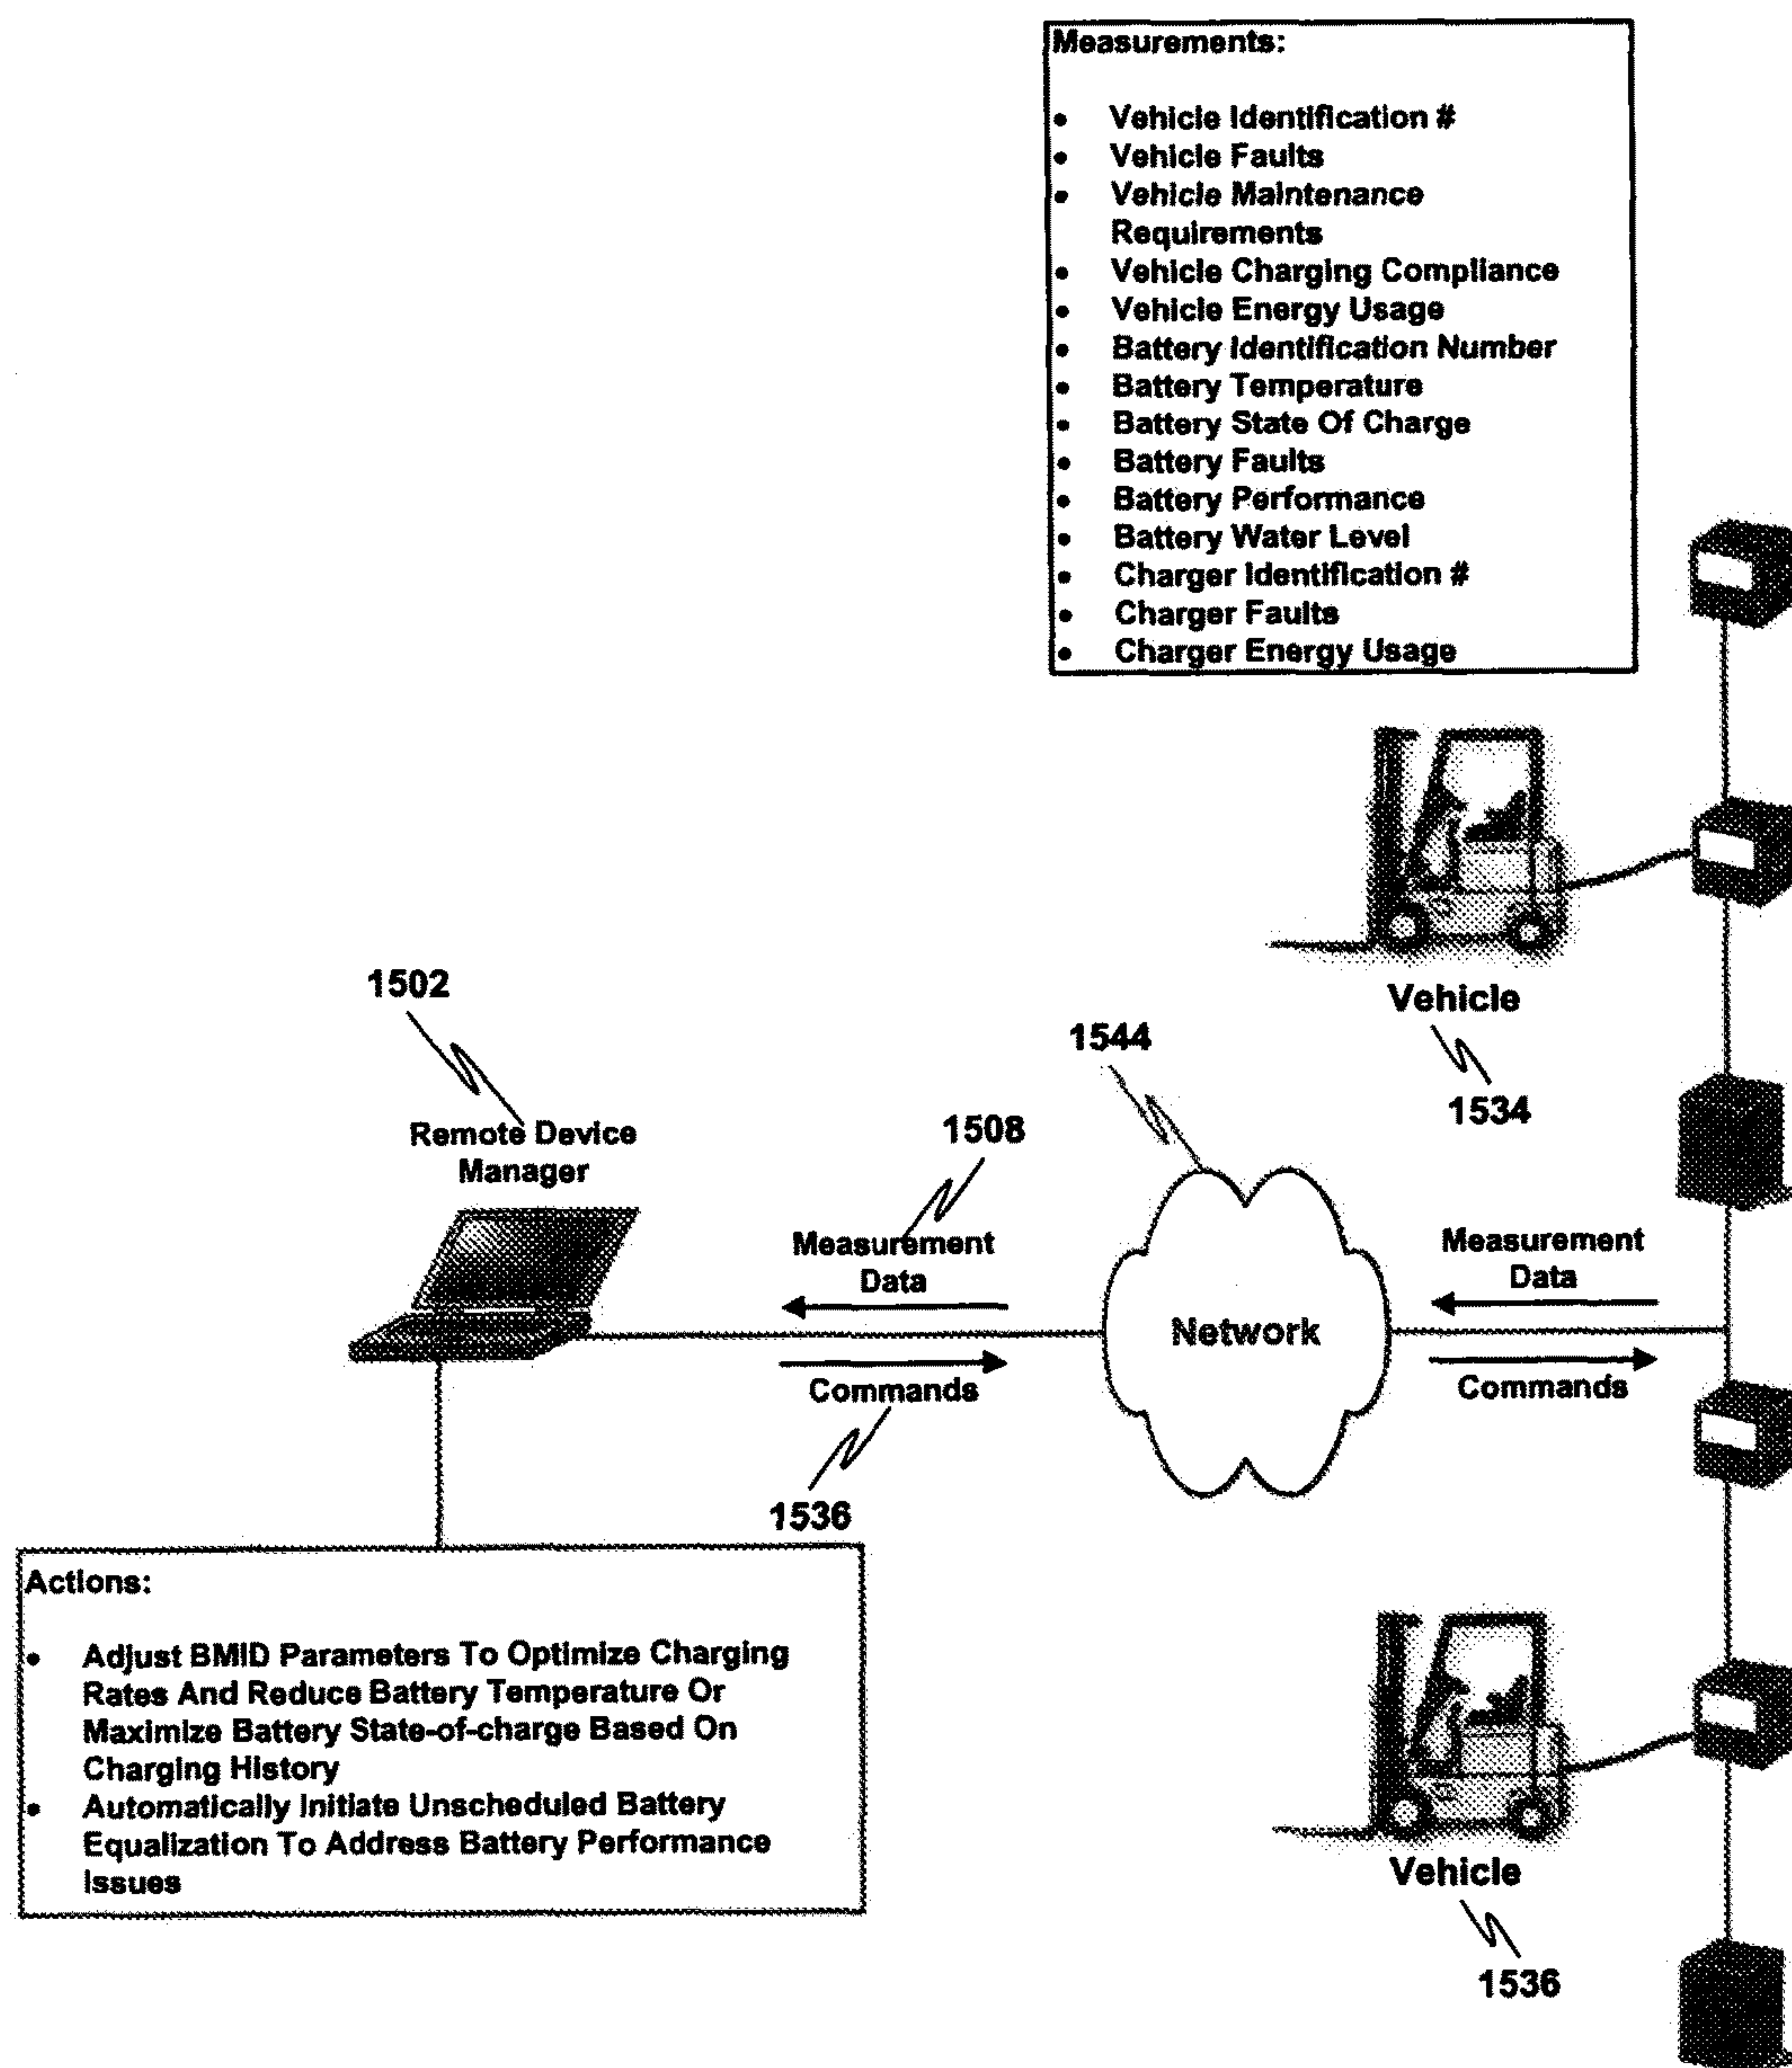 Measurements:
• Vehicle Identification #
• Vehicle Faults
• Vehicle Maintenance
Requirements
• Vehicle Charging Compliance
• Vehicle Energy Usage
• Battery Identification Number
• Battery Temperature
• Battery State Of Charge
• Battery Faults
• Battery Performance
• Battery Water Level
• Charger Identification #
• Charger Faults
• Charger Energy Usage
Vehicle
1534
1502
Remote Device
Manager
1544
1508
Measurement
Data
Commands
1536
Network
Measurement
Data
Commands
Actions:
• Adjust BMID Parameters To Optimize Charging
Rates And Reduce Battery Temperature Or
Maximize Battery State-of-charge Based On
Charging History
• Automatically Initiate Unscheduled Battery
Equalization To Address Battery Performance
Issues
Vehicle
1536